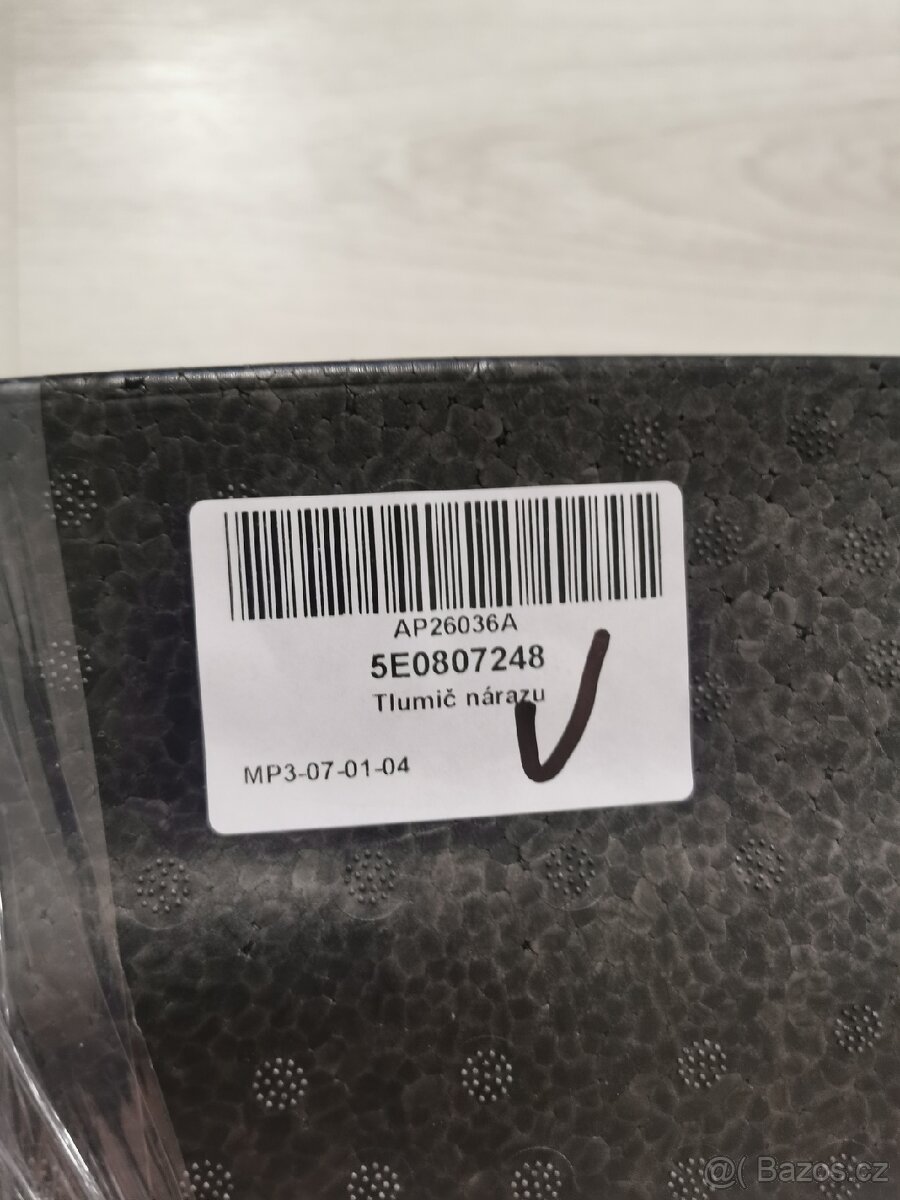 AP26036A
5E0807248
Tlumič nárazu
MP3-07-01-04
@( Bazos.cz